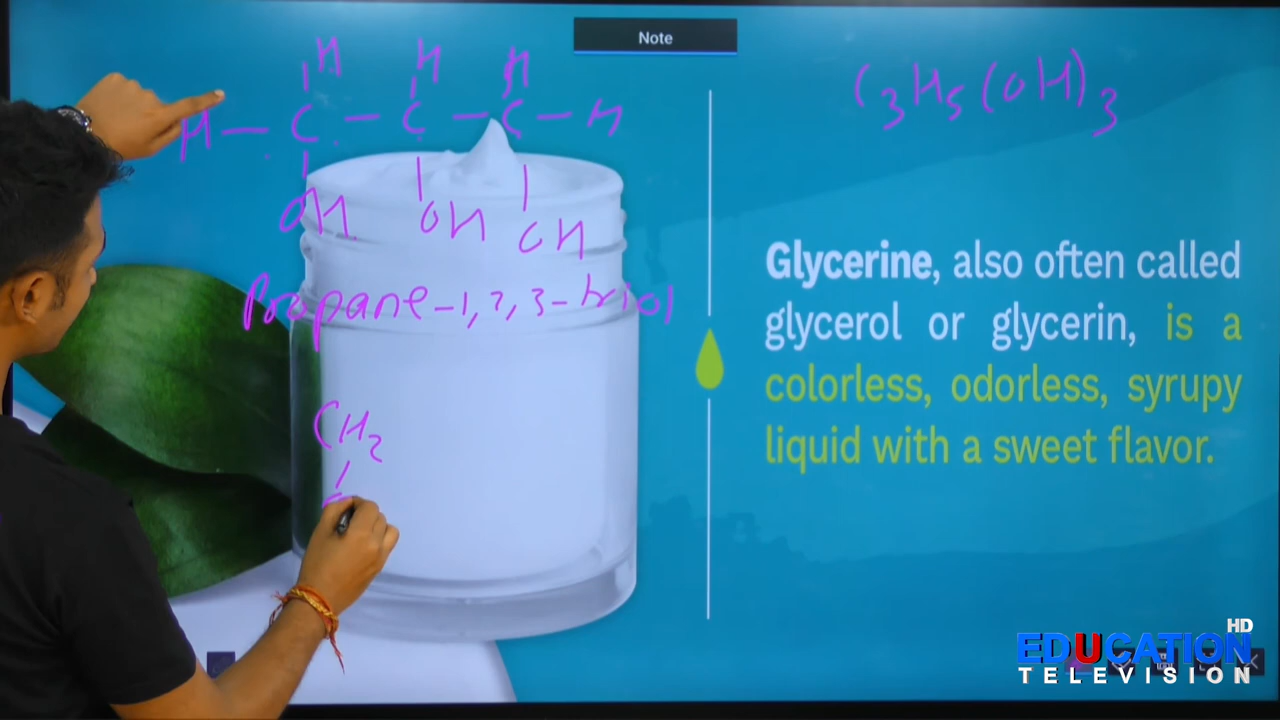 Note
H H H
H — C — C — C — H
OH OH OH
Propane-1,2,3-triol
CH2
C3H5(OH)3
Glycerine, also often called
glycerol or glycerin, is a
colorless, odorless, syrupy
liquid with a sweet flavor.
HD
EDUCATION
TELEVISION